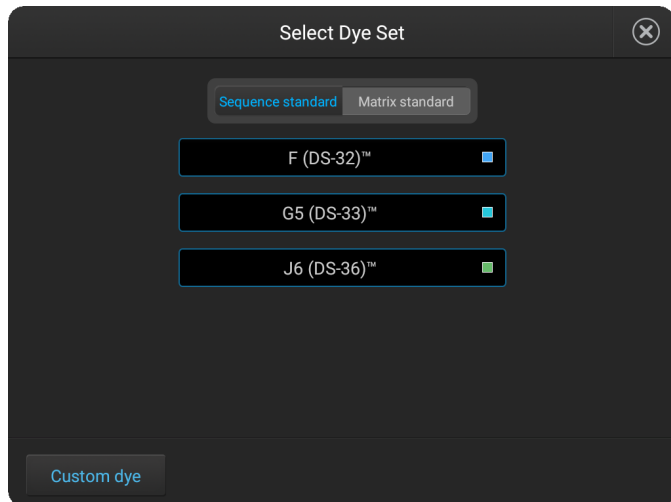 Select Dye Set
Sequence standard Matrix standard
F (DS-32)™
G5 (DS-33)™
J6 (DS-36)™
Custom dye